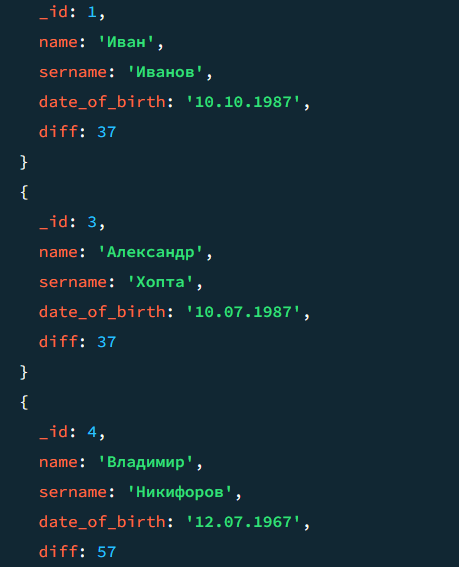 _id: 1,
name: 'Иван',
sername: 'Иванов',
date_of_birth: '10.10.1987',
diff: 37
}
{
_id: 3,
name: 'Александр',
sername: 'Хопта',
date_of_birth: '10.07.1987',
diff: 37
}
{
_id: 4,
name: 'Владимир',
sername: 'Никифоров',
date_of_birth: '12.07.1967',
diff: 57